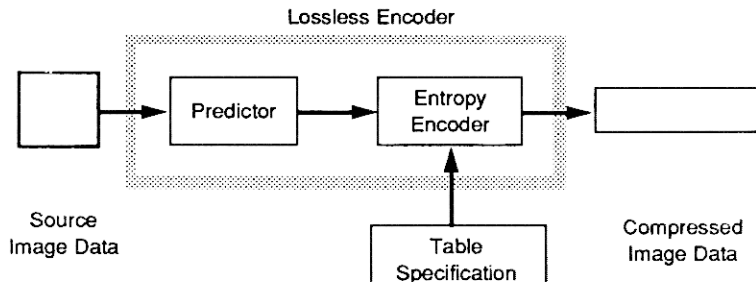 Lossless Encoder
Predictor
Entropy
Encoder
Source
Image Data
Compressed
Image Data
Table
Specification